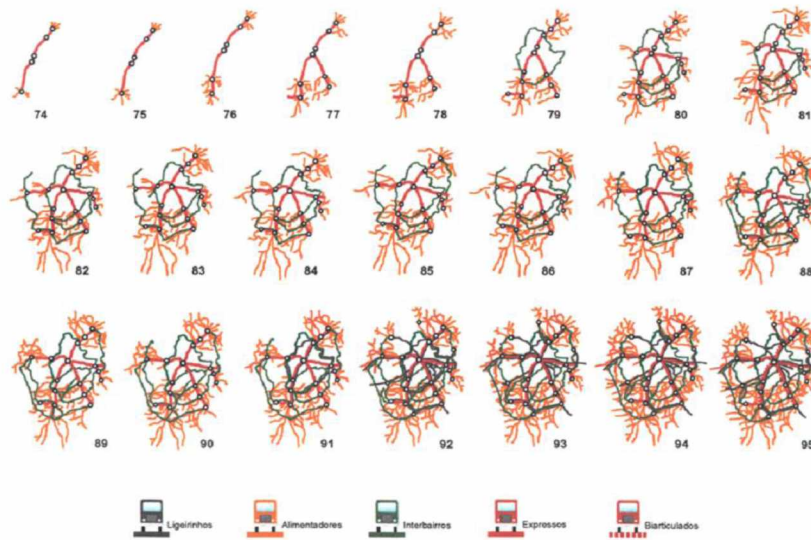 74 75 76 77 78 79 80 81
82 83 84 85 86 87 88
89 90 91 92 93 94 95
Ligeirinhos Alimentadores Interbairros Expressos Biarticulados